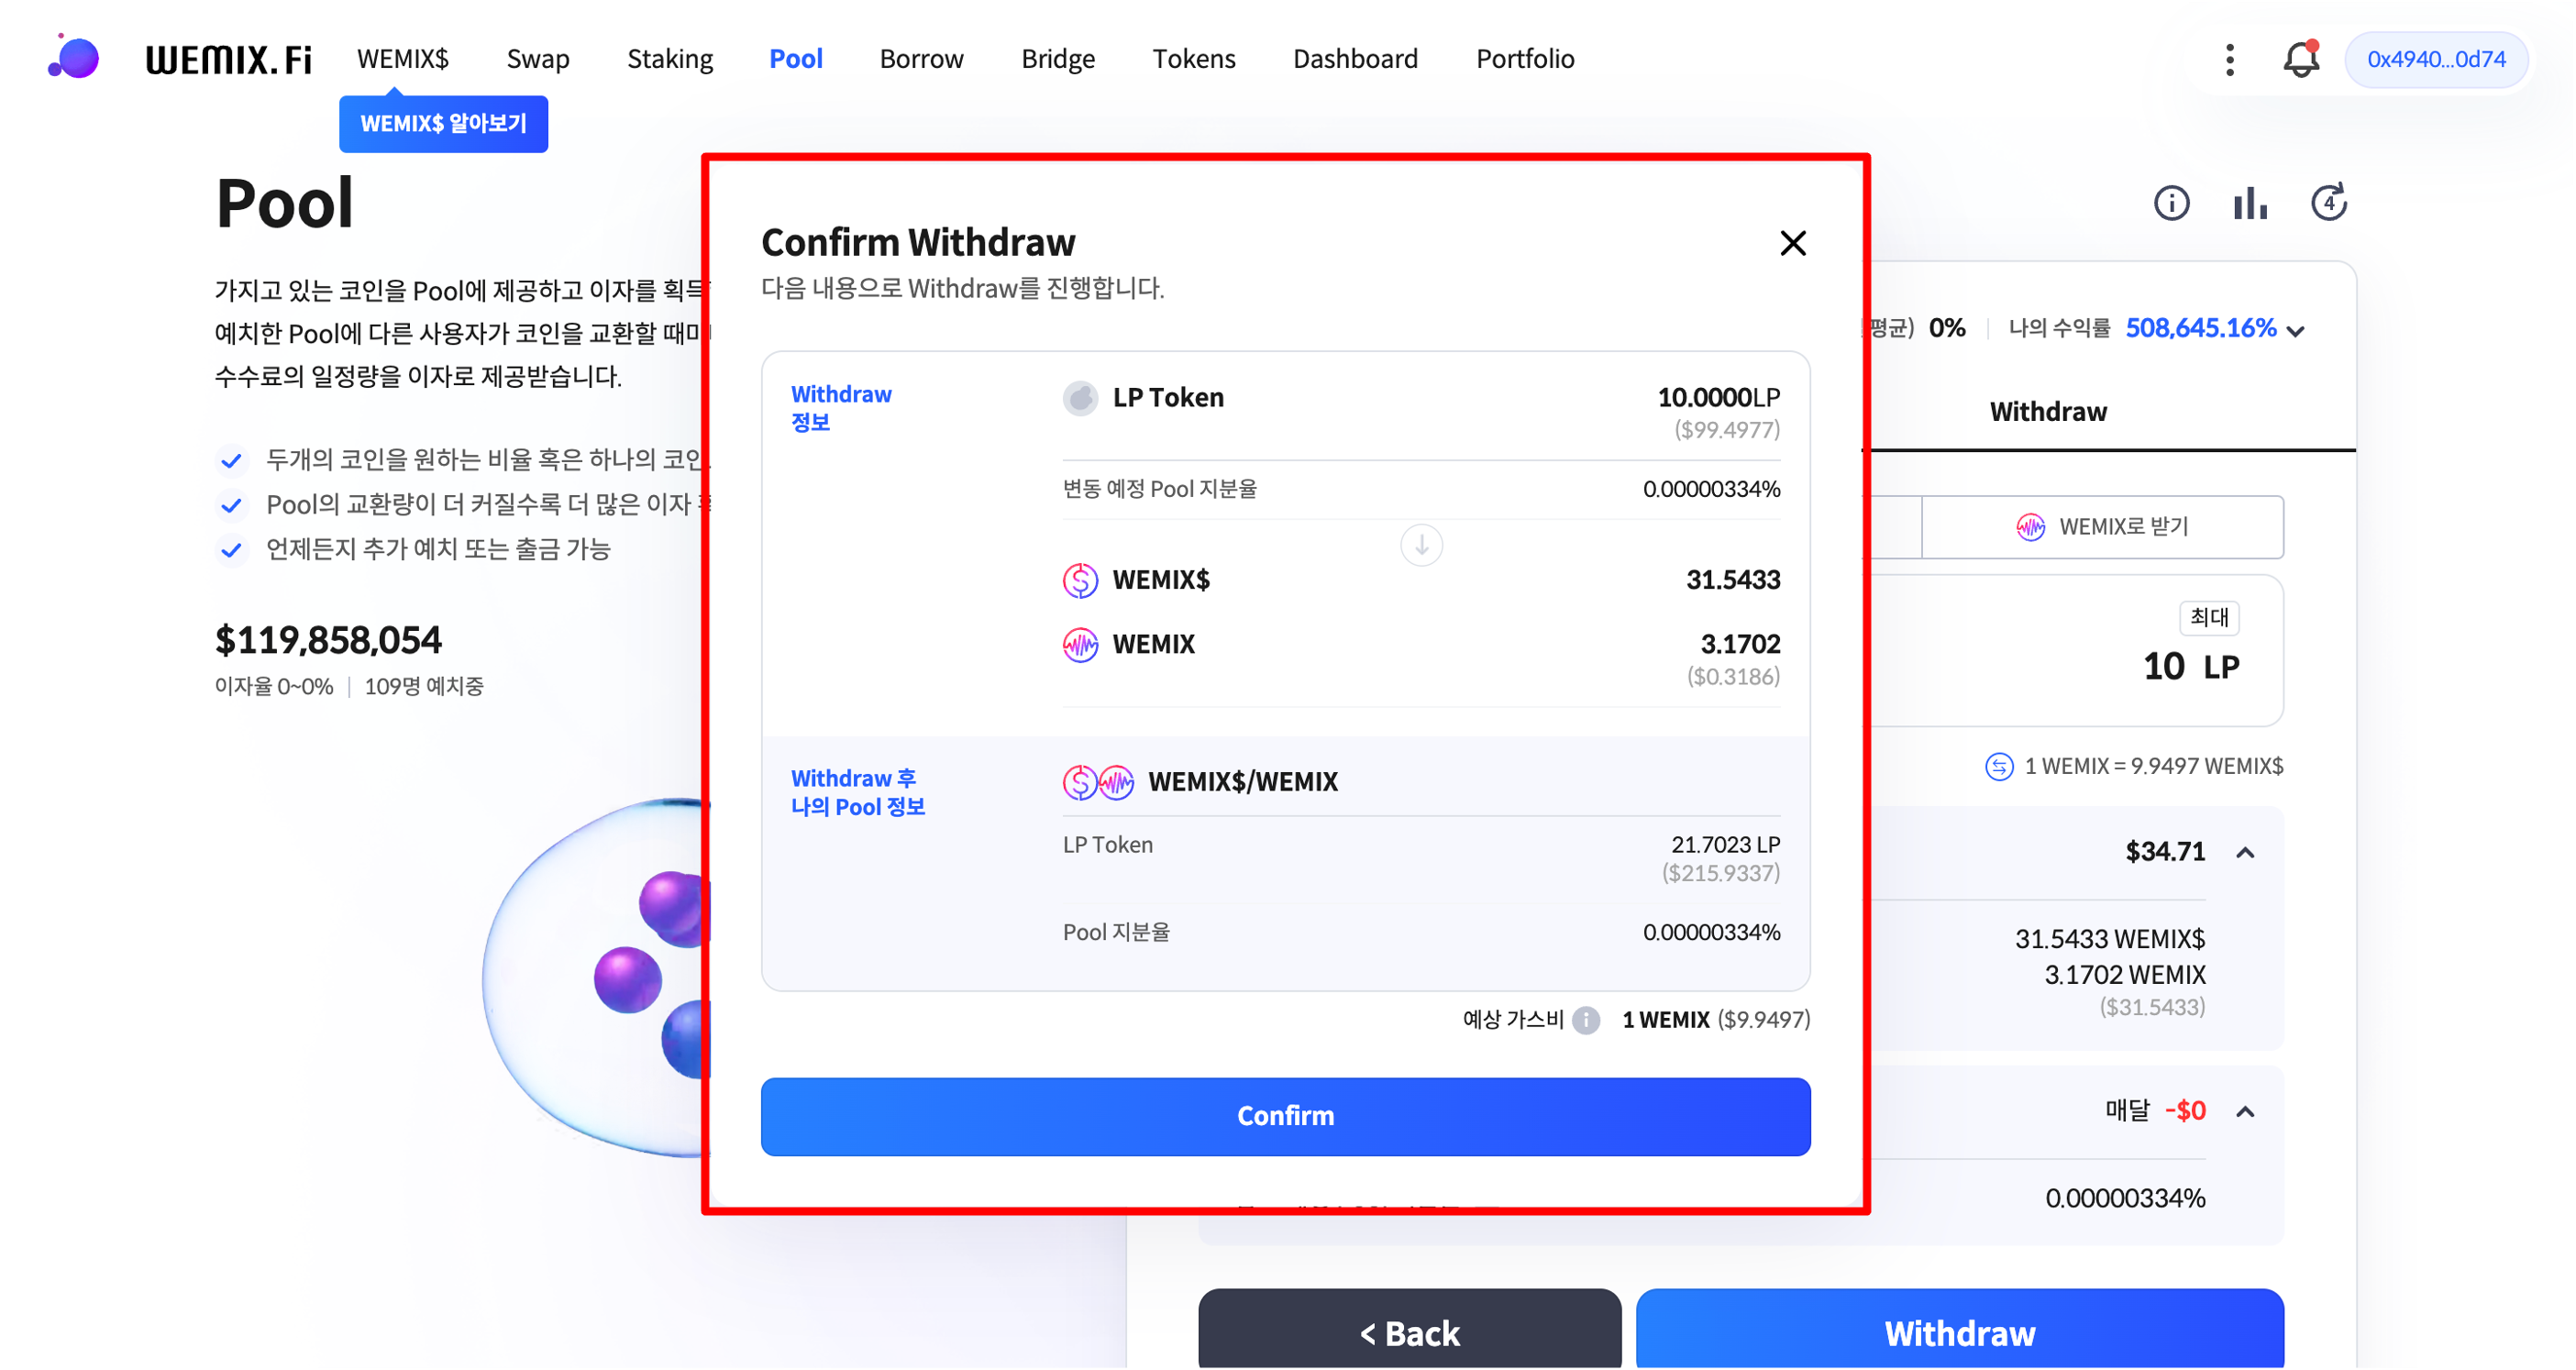 WEMIX.Fi
WEMIX$ Swap Staking Pool Borrow Bridge Tokens Dashboard Portfolio
0x4940...0d74
WEMIX$ 알아보기
Pool
가지고 있는 코인을 Pool에 제공하고 이자를 획득
예치한 Pool에 다른 사용자가 코인을 교환할 때마
수수료의 일정량을 이자로 제공받습니다.
두개의 코인을 원하는 비율 혹은 하나의 코인
Pool의 교환량이 더 커질수록 더 많은 이자
언제든지 추가 예치 또는 출금 가능
$119,858,054
이자율 0~0% | 109명 예치중
Confirm Withdraw
다음 내용으로 Withdraw를 진행합니다.
Withdraw
정보
LP Token 10.0000LP
($99.4977)
변동 예정 Pool 지분율 0.00000334%
WEMIX$ 31.5433
WEMIX 3.1702
($0.3186)
Withdraw 후
나의 Pool 정보
WEMIX$/WEMIX
LP Token 21.7023 LP
($215.9337)
Pool 지분율 0.00000334%
예상 가스비 1 WEMIX ($9.9497)
Confirm
4
평균) 0% 나의 수익률 508,645.16%
Withdraw
WEMIX로 받기
최대
10 LP
1 WEMIX = 9.9497 WEMIX$
$34.71
31.5433 WEMIX$
3.1702 WEMIX
($31.5433)
매달 -$0
0.00000334%
< Back
Withdraw